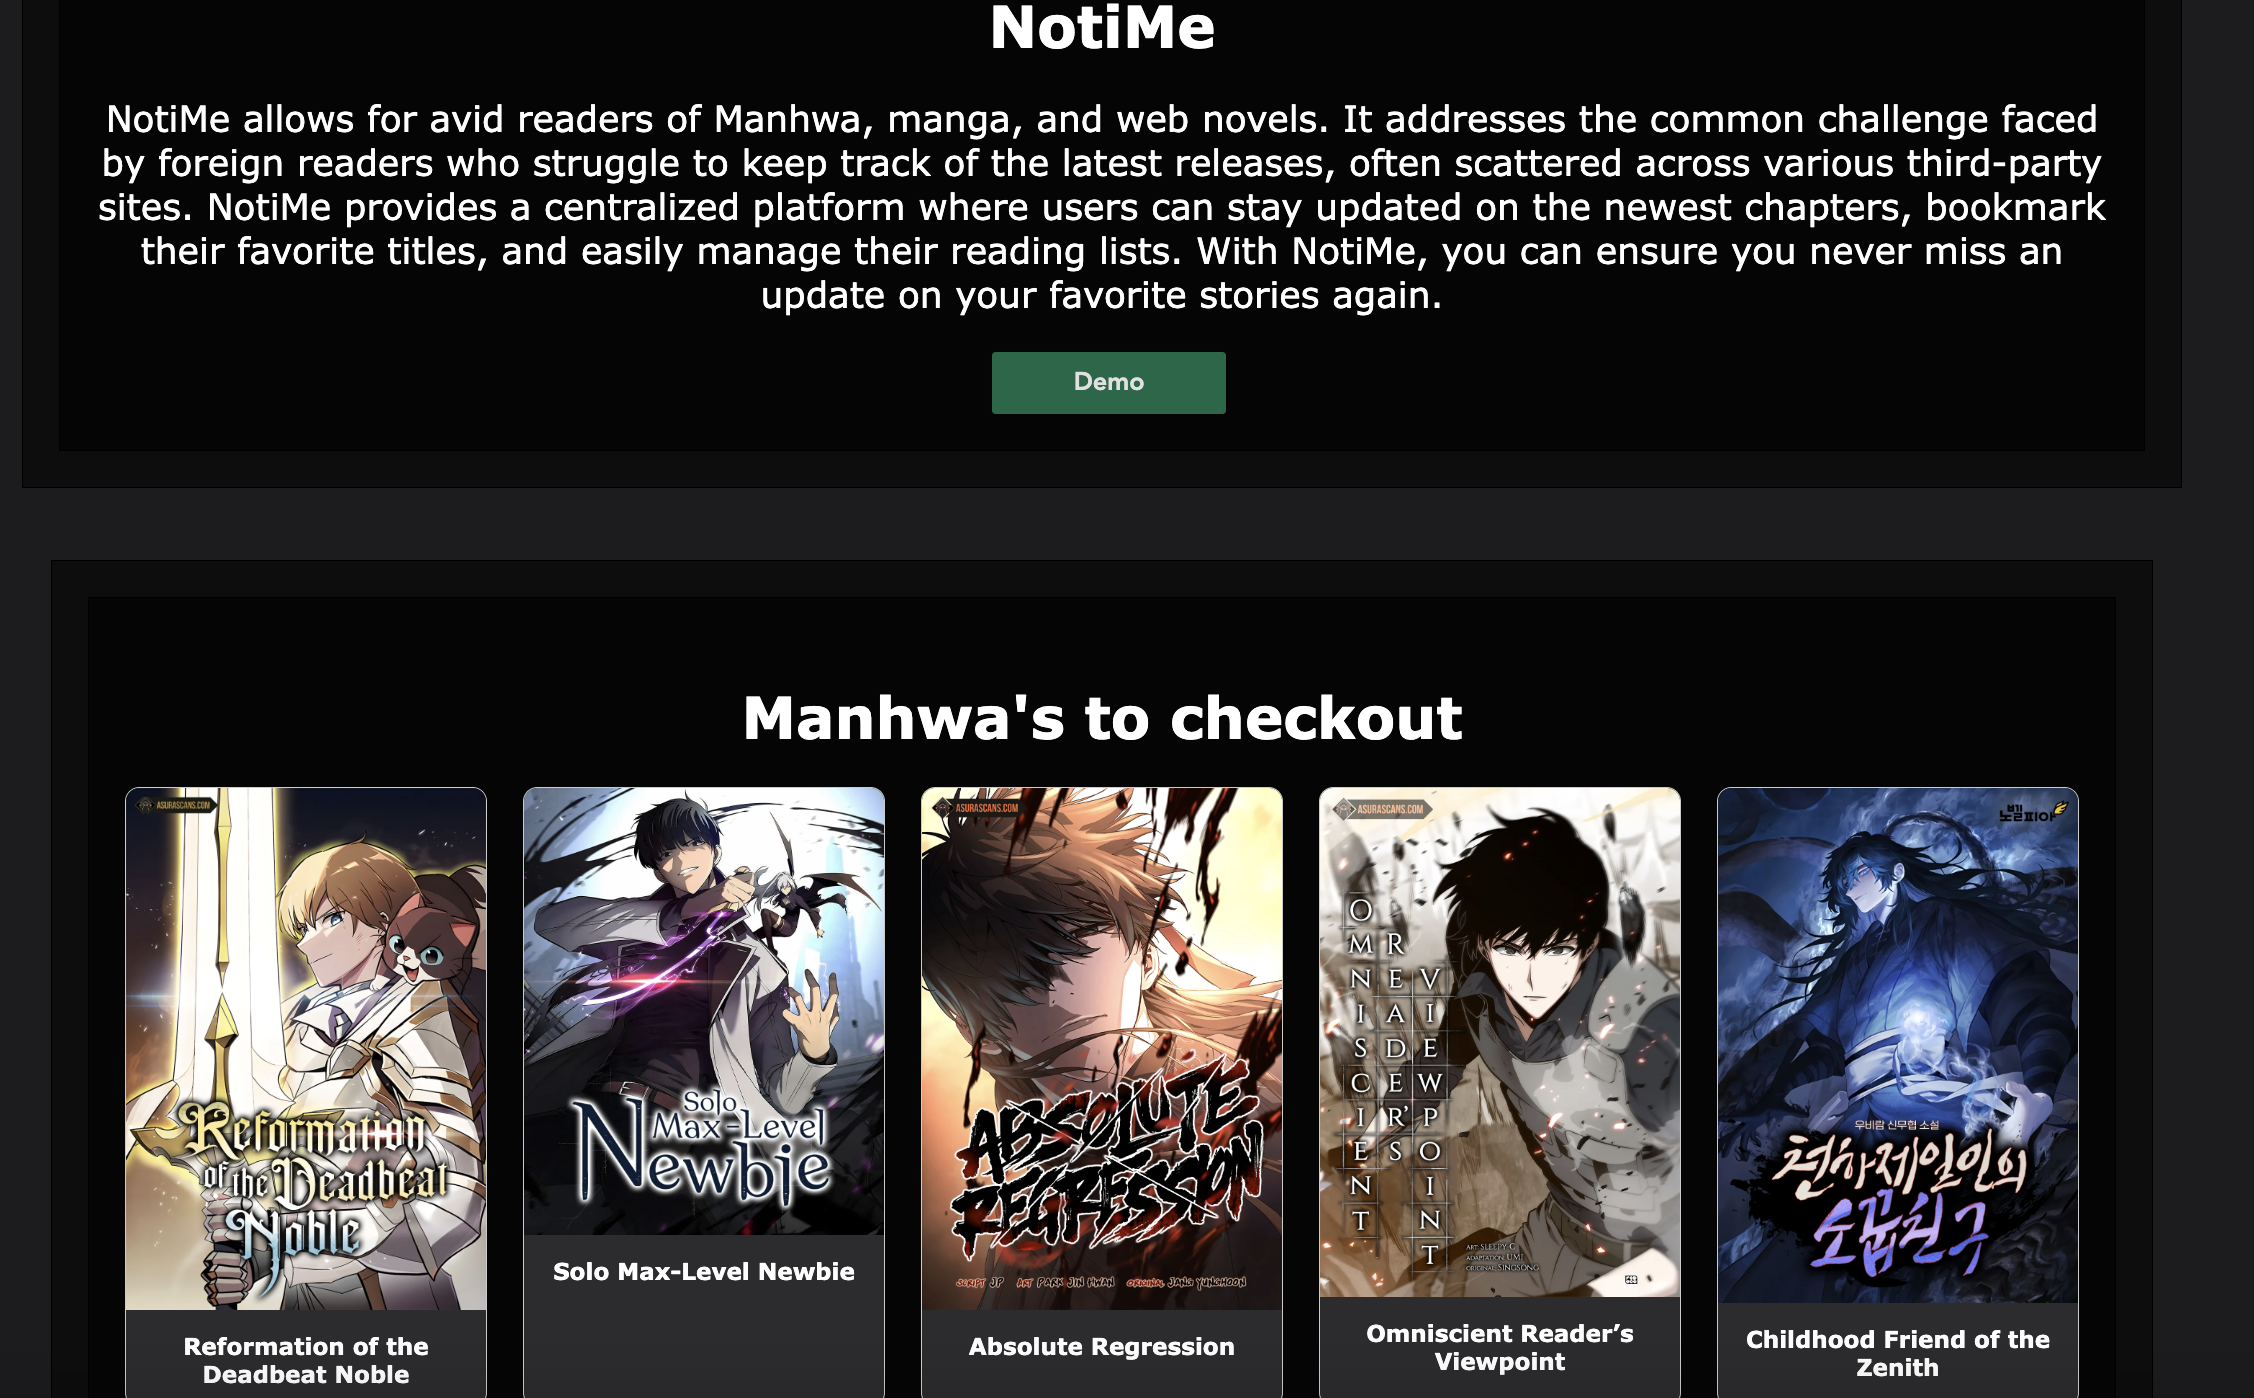 NotiMe
NotiMe allows for avid readers of Manhwa, manga, and web novels. It addresses the common challenge faced
by foreign readers who struggle to keep track of the latest releases, often scattered across various third-party
sites. NotiMe provides a centralized platform where users can stay updated on the newest chapters, bookmark
their favorite titles, and easily manage their reading lists. With NotiMe, you can ensure you never miss an
update on your favorite stories again.
Demo
Manhwa's to checkout
ASURASCANS.COM
Reformation
of the Deadbeat
Noble
Reformation of the
Deadbeat Noble
Solo
Max-Level
Newbie
Solo Max-Level Newbie
ASURASCANS.COM
ABSOLUTE
REGRESSION
SCRIPT JP ART PARK JIN HWAN ORIGINAL JANG YUNGHOON
Absolute Regression
ASURASCANS.COM
OMNISCIENT
READER'S
VIEWPOINT
ART: SLEEPY C
ADAPTATION: UMI
ORIGINAL: SINGSONG
Omniscient Reader’s
Viewpoint
노벨피아
우비람 신무협 소설
천하제일인의
소꿉친구
Childhood Friend of the
Zenith